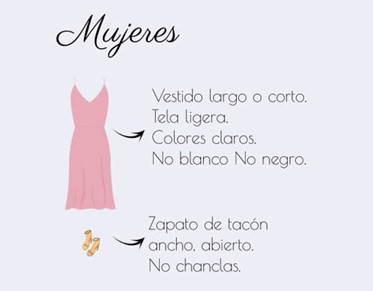 Mujeres
Vestido largo o corto.
Tela ligera.
Colores claros.
No blanco No negro.
Zapato de tacón
ancho, abierto.
No chanclas.